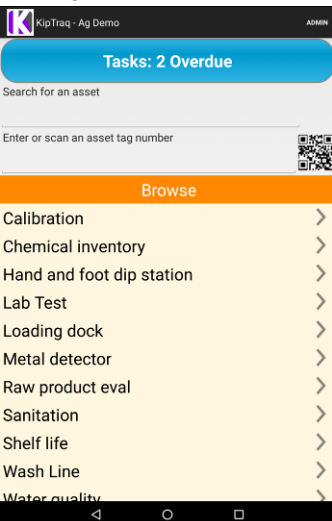 KipTraq - Ag Demo
ADMIN
Tasks: 2 Overdue
Search for an asset
Enter or scan an asset tag number
Browse
Calibration
Chemical inventory
Hand and foot dip station
Lab Test
Loading dock
Metal detector
Raw product eval
Sanitation
Shelf life
Wash Line
Water quality